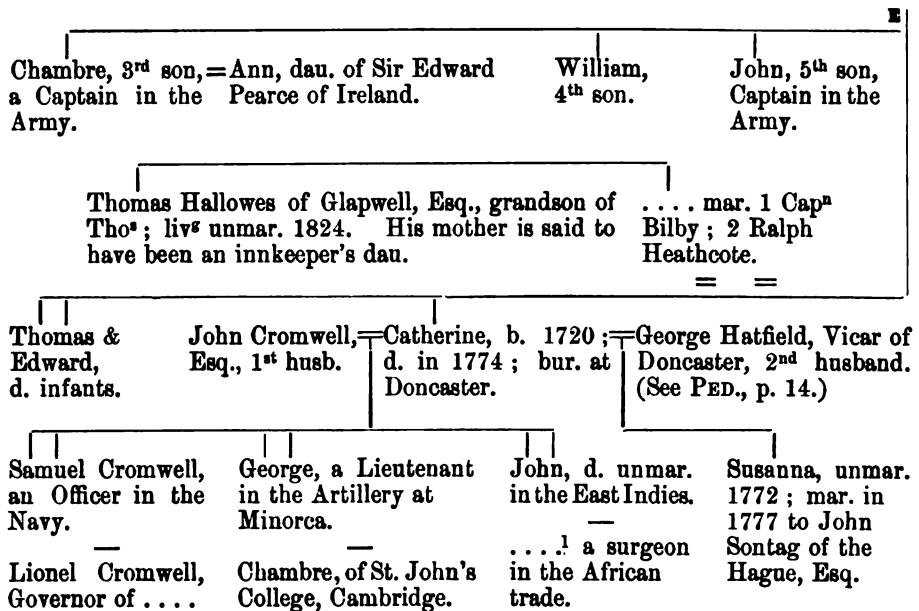 E
Chambre, 3rd son, = Ann, dau. of Sir Edward
a Captain in the Pearce of Ireland.
Army.
William,
4th son.
John, 5th son,
Captain in the
Army.
Thomas Hallowes of Glapwell, Esq., grandson of
Thos; livg unmar. 1824. His mother is said to
have been an innkeeper's dau.
. . . . mar. 1 Capn
Bilby; 2 Ralph
Heathcote.
= =
Thomas &
Edward,
d. infants.
John Cromwell, = Catherine, b. 1720; = George Hatfield, Vicar of
Esq., 1st husb. d. in 1774; bur. at Doncaster, 2nd husband.
Doncaster. (See PED., p. 14.)
Samuel Cromwell,
an Officer in the
Navy.
—
Lionel Cromwell,
Governor of . . . .
George, a Lieutenant
in the Artillery at
Minorca.
—
Chambre, of St. John's
College, Cambridge.
John, d. unmar.
in the East Indies.
—
. . . .1 a surgeon
in the African
trade.
Susanna, unmar.
1772; mar. in
1777 to John
Sontag of the
Hague, Esq.